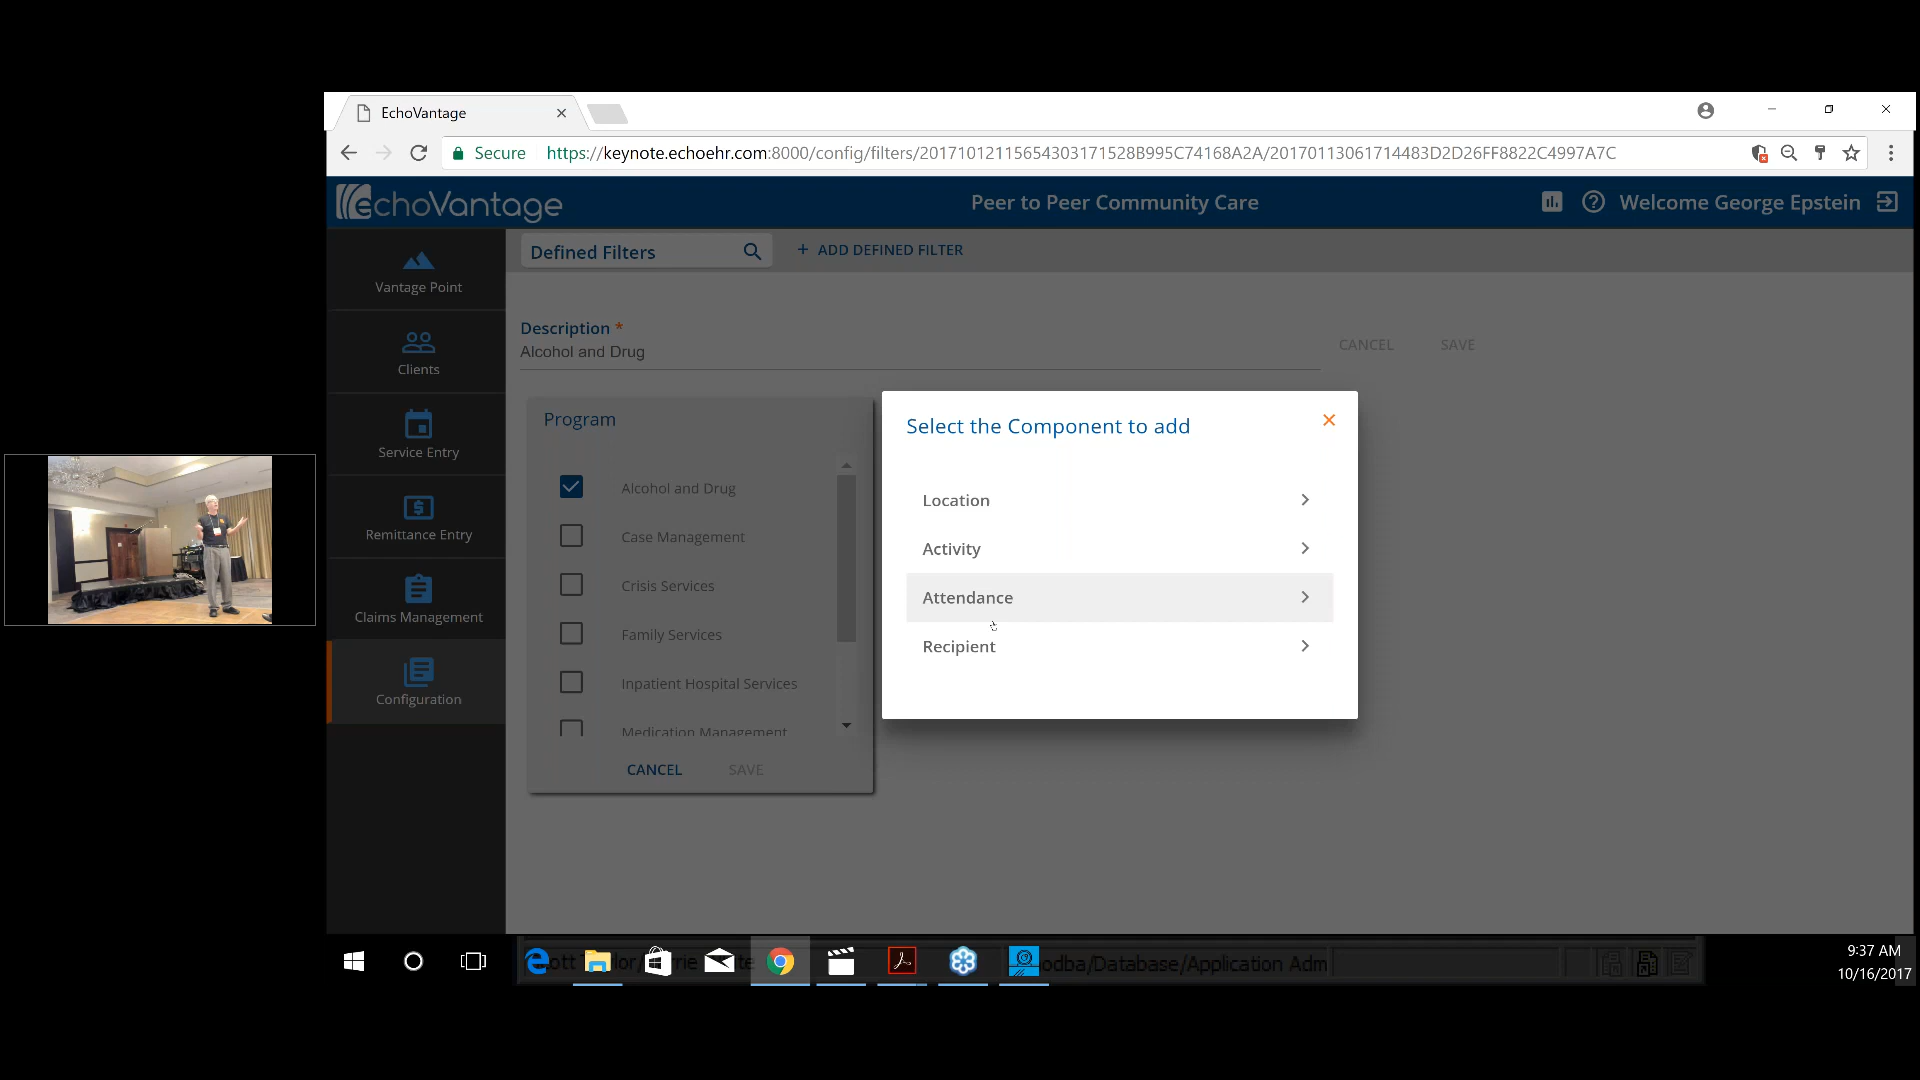 EchoVantage
Secure https://keynote.echoehr.com:8000/config/filters/20171012115654303171528B995C74168A2A/20170113061714483D2D26FF8822C4997A7C
EchoVantage
Peer to Peer Community Care
Welcome George Epstein
Defined Filters
+ ADD DEFINED FILTER
Vantage Point
Clients
Service Entry
Remittance Entry
Claims Management
Configuration
Description *
Alcohol and Drug
CANCEL SAVE
Program
Alcohol and Drug
Case Management
Crisis Services
Family Services
Inpatient Hospital Services
Medication Management
CANCEL SAVE
Select the Component to add
Location
Activity
Attendance
Recipient
odba/Database/Application Adm
9:37 AM
10/16/2017